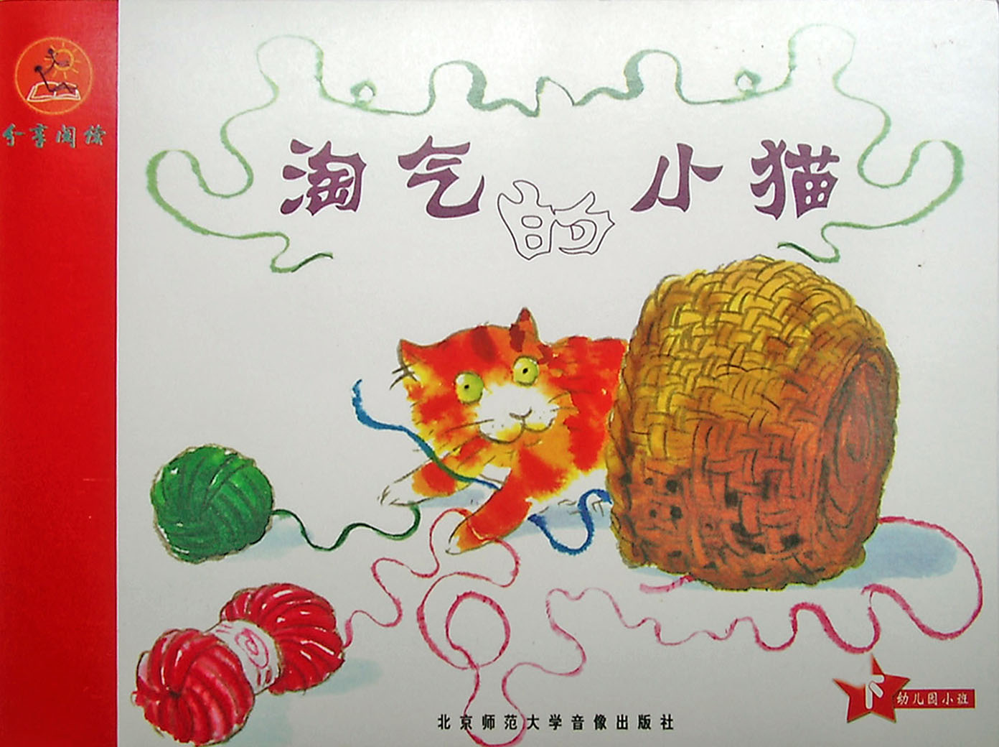 分享阅读
淘气的小猫
下
幼儿园小班
北京师范大学音像出版社